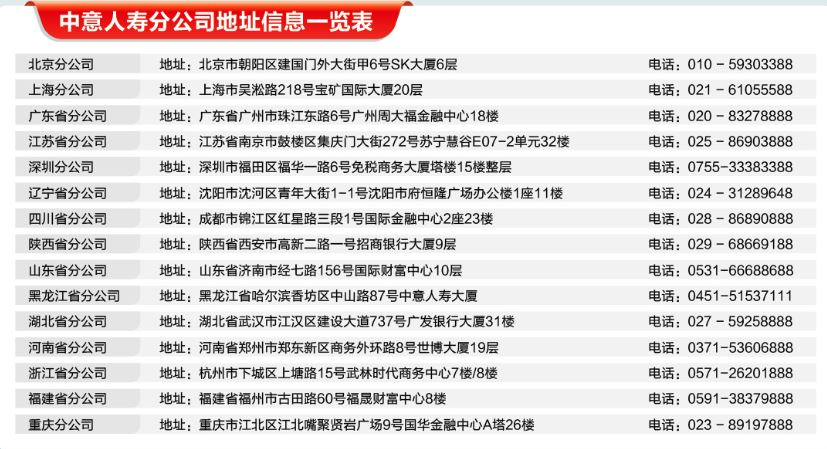 中意人寿分公司地址信息一览表
北京分公司 地址：北京市朝阳区建国门外大街甲6号SK大厦6层 电话：010 - 59303388
上海分公司 地址：上海市吴淞路218号宝矿国际大厦20层 电话：021 - 61055588
广东省分公司 地址：广东省广州市珠江东路6号广州周大福金融中心18楼 电话：020 - 83278888
江苏省分公司 地址：江苏省南京市鼓楼区集庆门大街272号苏宁慧谷E07-2单元32楼 电话：025 - 86903888
深圳分公司 地址：深圳市福田区福华一路6号免税商务大厦塔楼15楼整层 电话：0755-33383388
辽宁省分公司 地址：沈阳市沈河区青年大街1-1号沈阳市府恒隆广场办公楼1座11楼 电话：024 - 31289648
四川省分公司 地址：成都市锦江区红星路三段1号国际金融中心2座23楼 电话：028 - 86890888
陕西省分公司 地址：陕西省西安市高新二路一号招商银行大厦9层 电话：029 - 68669188
山东省分公司 地址：山东省济南市经七路156号国际财富中心10层 电话：0531-66688688
黑龙江省分公司 地址：黑龙江省哈尔滨香坊区中山路87号中意人寿大厦 电话：0451-51537111
湖北省分公司 地址：湖北省武汉市江汉区建设大道737号广发银行大厦31楼 电话：027 - 59258888
河南省分公司 地址：河南省郑州市郑东新区商务外环路8号世博大厦19层 电话：0371-53606888
浙江省分公司 地址：杭州市下城区上塘路15号武林时代商务中心7楼/8楼 电话：0571-26201888
福建省分公司 地址：福建省福州市古田路60号福晟财富中心8楼 电话：0591-38379888
重庆分公司 地址：重庆市江北区江北嘴聚贤岩广场9号国华金融中心A塔26楼 电话：023 - 89197888